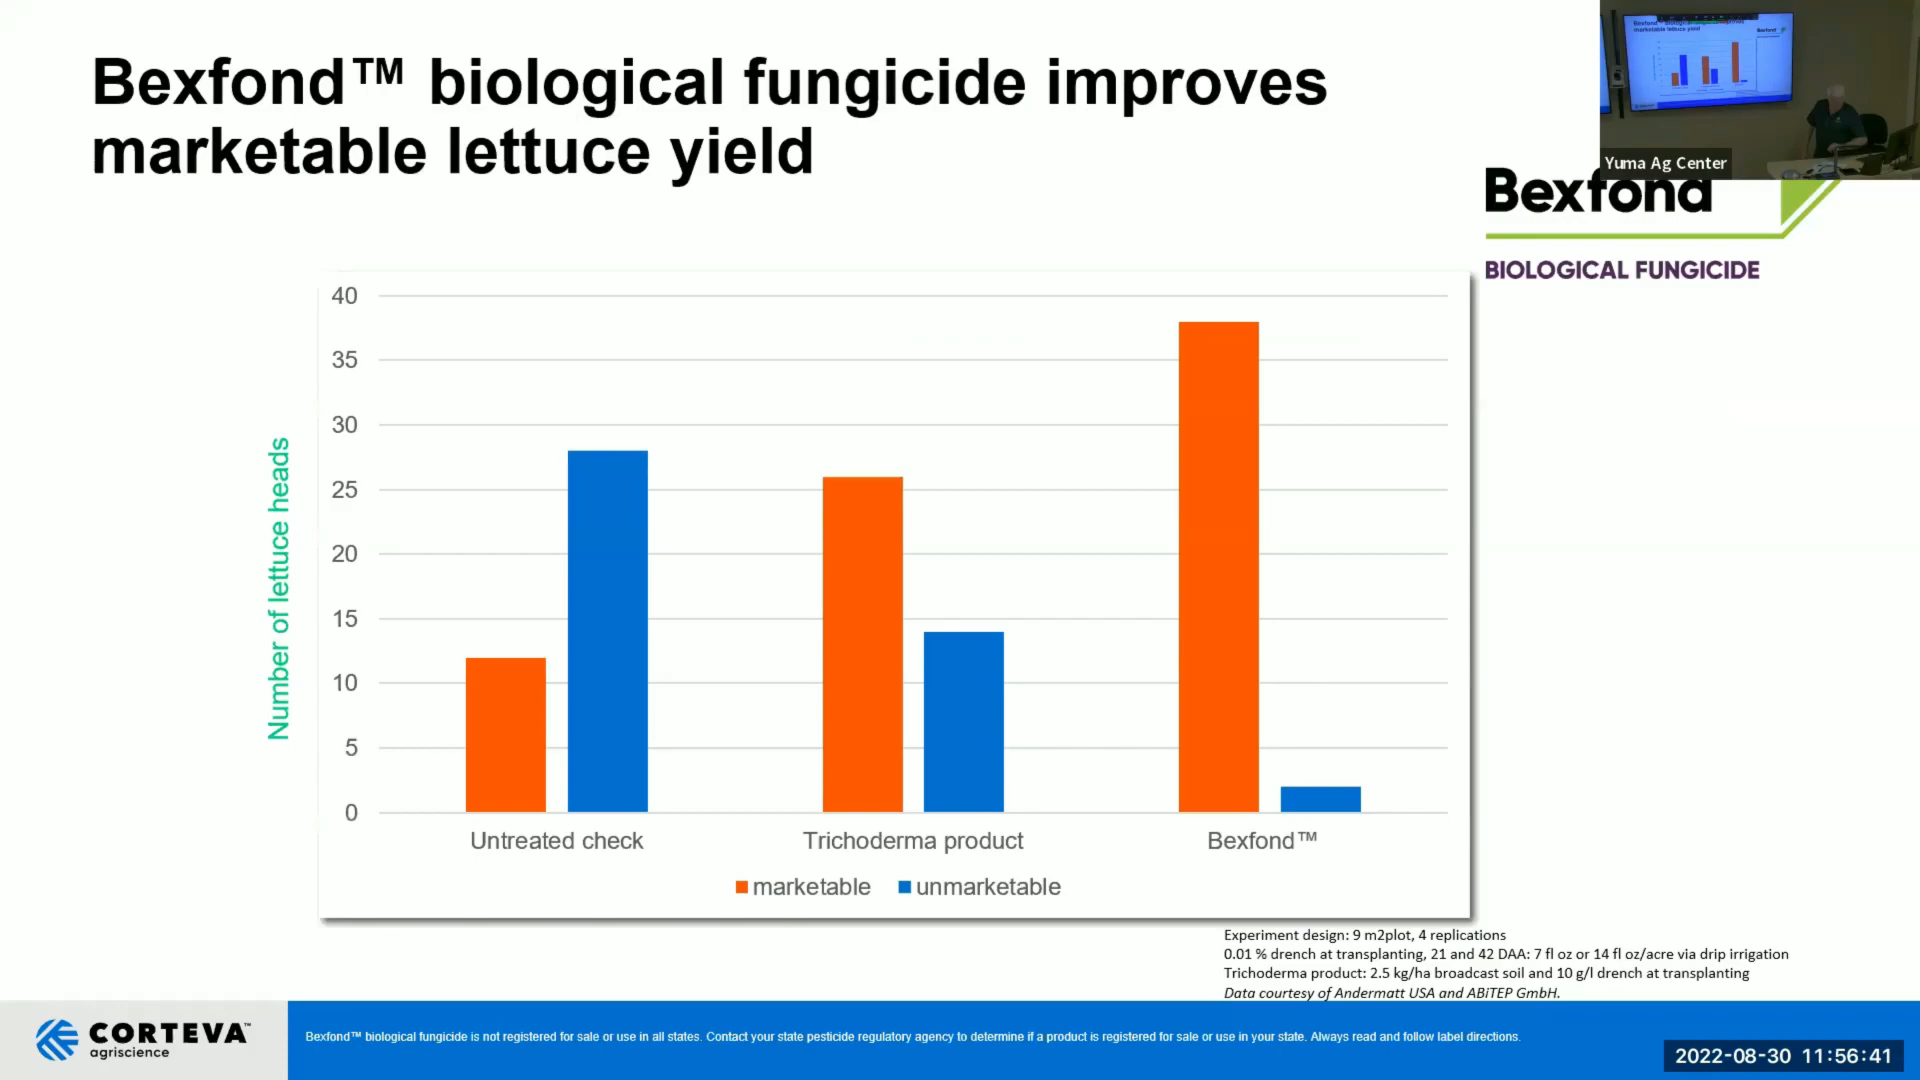 Bexfond™ biological fungicide improves
marketable lettuce yield
Yuma Ag Center
Bexfond
BIOLOGICAL FUNGICIDE
40
35
30
25
20
15
10
5
0
Number of lettuce heads
Untreated check
Trichoderma product
Bexfond™
marketable
unmarketable
Experiment design: 9 m2plot, 4 replications
0.01 % drench at transplanting, 21 and 42 DAA: 7 fl oz or 14 fl oz/acre via drip irrigation
Trichoderma product: 2.5 kg/ha broadcast soil and 10 g/l drench at transplanting
Data courtesy of Andermatt USA and ABiTEP GmbH.
CORTEVA™
agriscience
Bexfond™ biological fungicide is not registered for sale or use in all states. Contact your state pesticide regulatory agency to determine if a product is registered for sale or use in your state. Always read and follow label directions.
2022-08-30 11:56:41